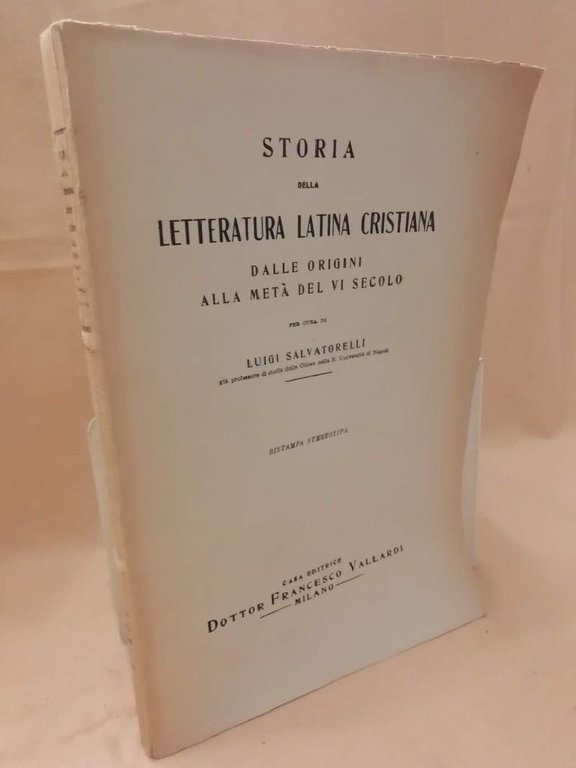 STORIA
DELLA
LETTERATURA LATINA CRISTIANA
DALLE ORIGINI
ALLA METÀ DEL VI SECOLO
PER CURA DI
LUIGI SALVATORELLI
già professore di storia della Chiesa nella R. Università di Napoli
RISTAMPA STEREOTIPA
CASA EDITRICE
DOTTOR FRANCESCO VALLARDI
MILANO